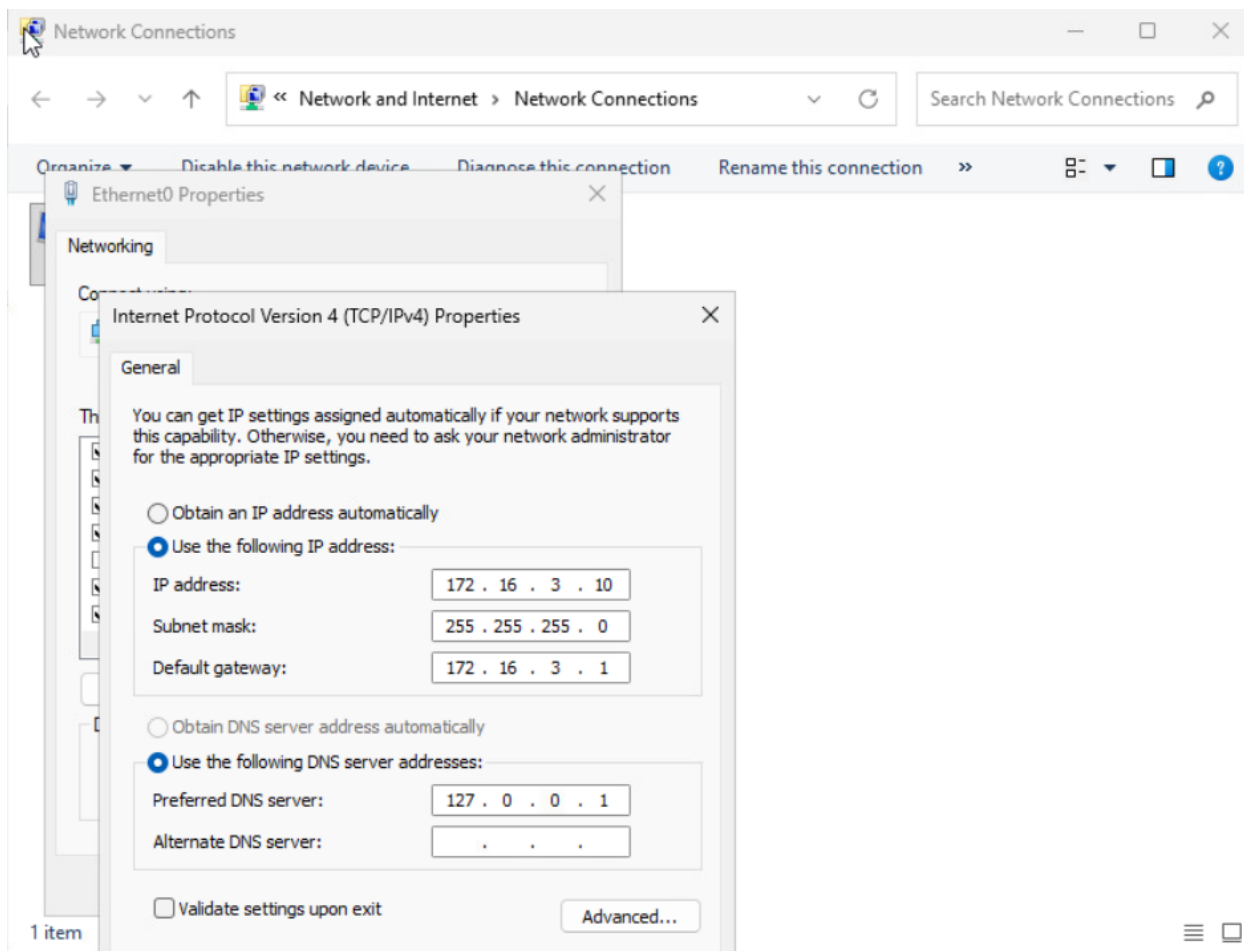 Network Connections
« Network and Internet > Network Connections
Search Network Connections
Organize Disable this network device Diagnose this connection Rename this connection »
Ethernet0 Properties
Networking
Internet Protocol Version 4 (TCP/IPv4) Properties
General
You can get IP settings assigned automatically if your network supports
this capability. Otherwise, you need to ask your network administrator
for the appropriate IP settings.
Obtain an IP address automatically
Use the following IP address:
IP address: 172 . 16 . 3 . 10
Subnet mask: 255 . 255 . 255 . 0
Default gateway: 172 . 16 . 3 . 1
Obtain DNS server address automatically
Use the following DNS server addresses:
Preferred DNS server: 127 . 0 . 0 . 1
Alternate DNS server: . . .
Validate settings upon exit
Advanced...
1 item